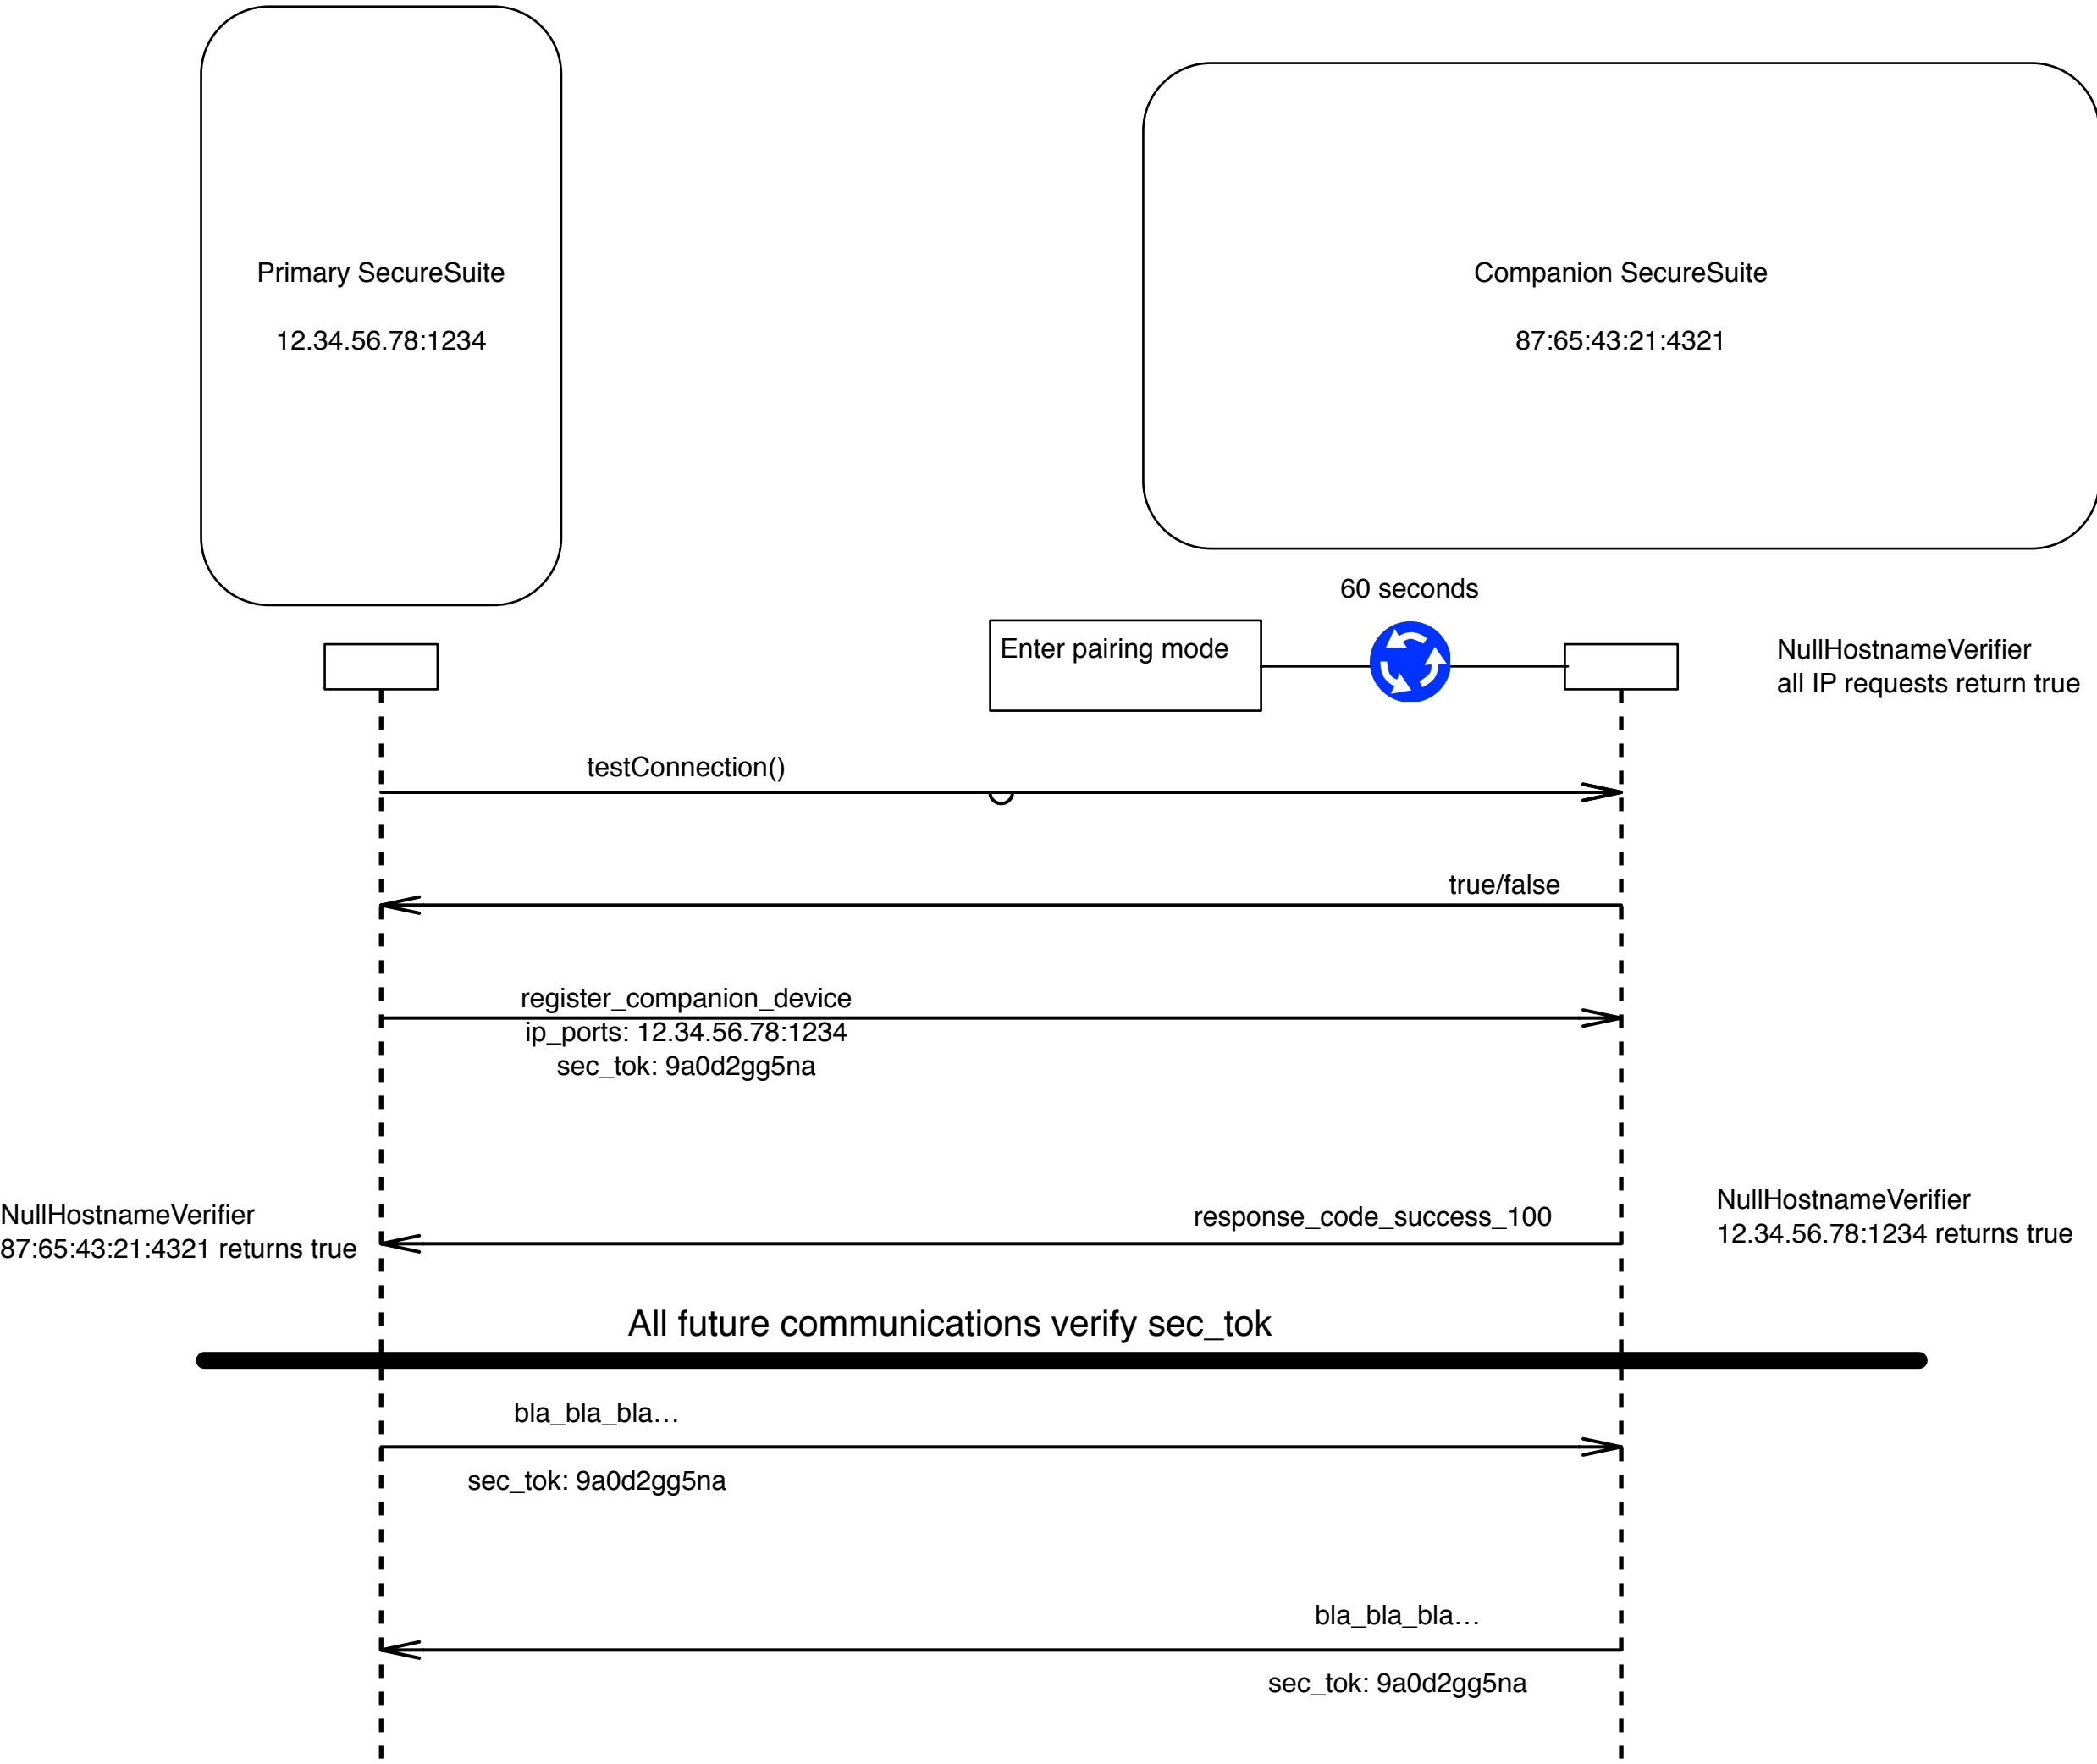 Primary SecureSuite
12.34.56.78:1234
Companion SecureSuite
87:65:43:21:4321
60 seconds
Enter pairing mode
NullHostnameVerifier
all IP requests return true
testConnection()
true/false
register_companion_device
ip_ports: 12.34.56.78:1234
sec_tok: 9a0d2gg5na
NullHostnameVerifier
87:65:43:21:4321 returns true
response_code_success_100
NullHostnameVerifier
12.34.56.78:1234 returns true
All future communications verify sec_tok
bla_bla_bla…
sec_tok: 9a0d2gg5na
bla_bla_bla…
sec_tok: 9a0d2gg5na